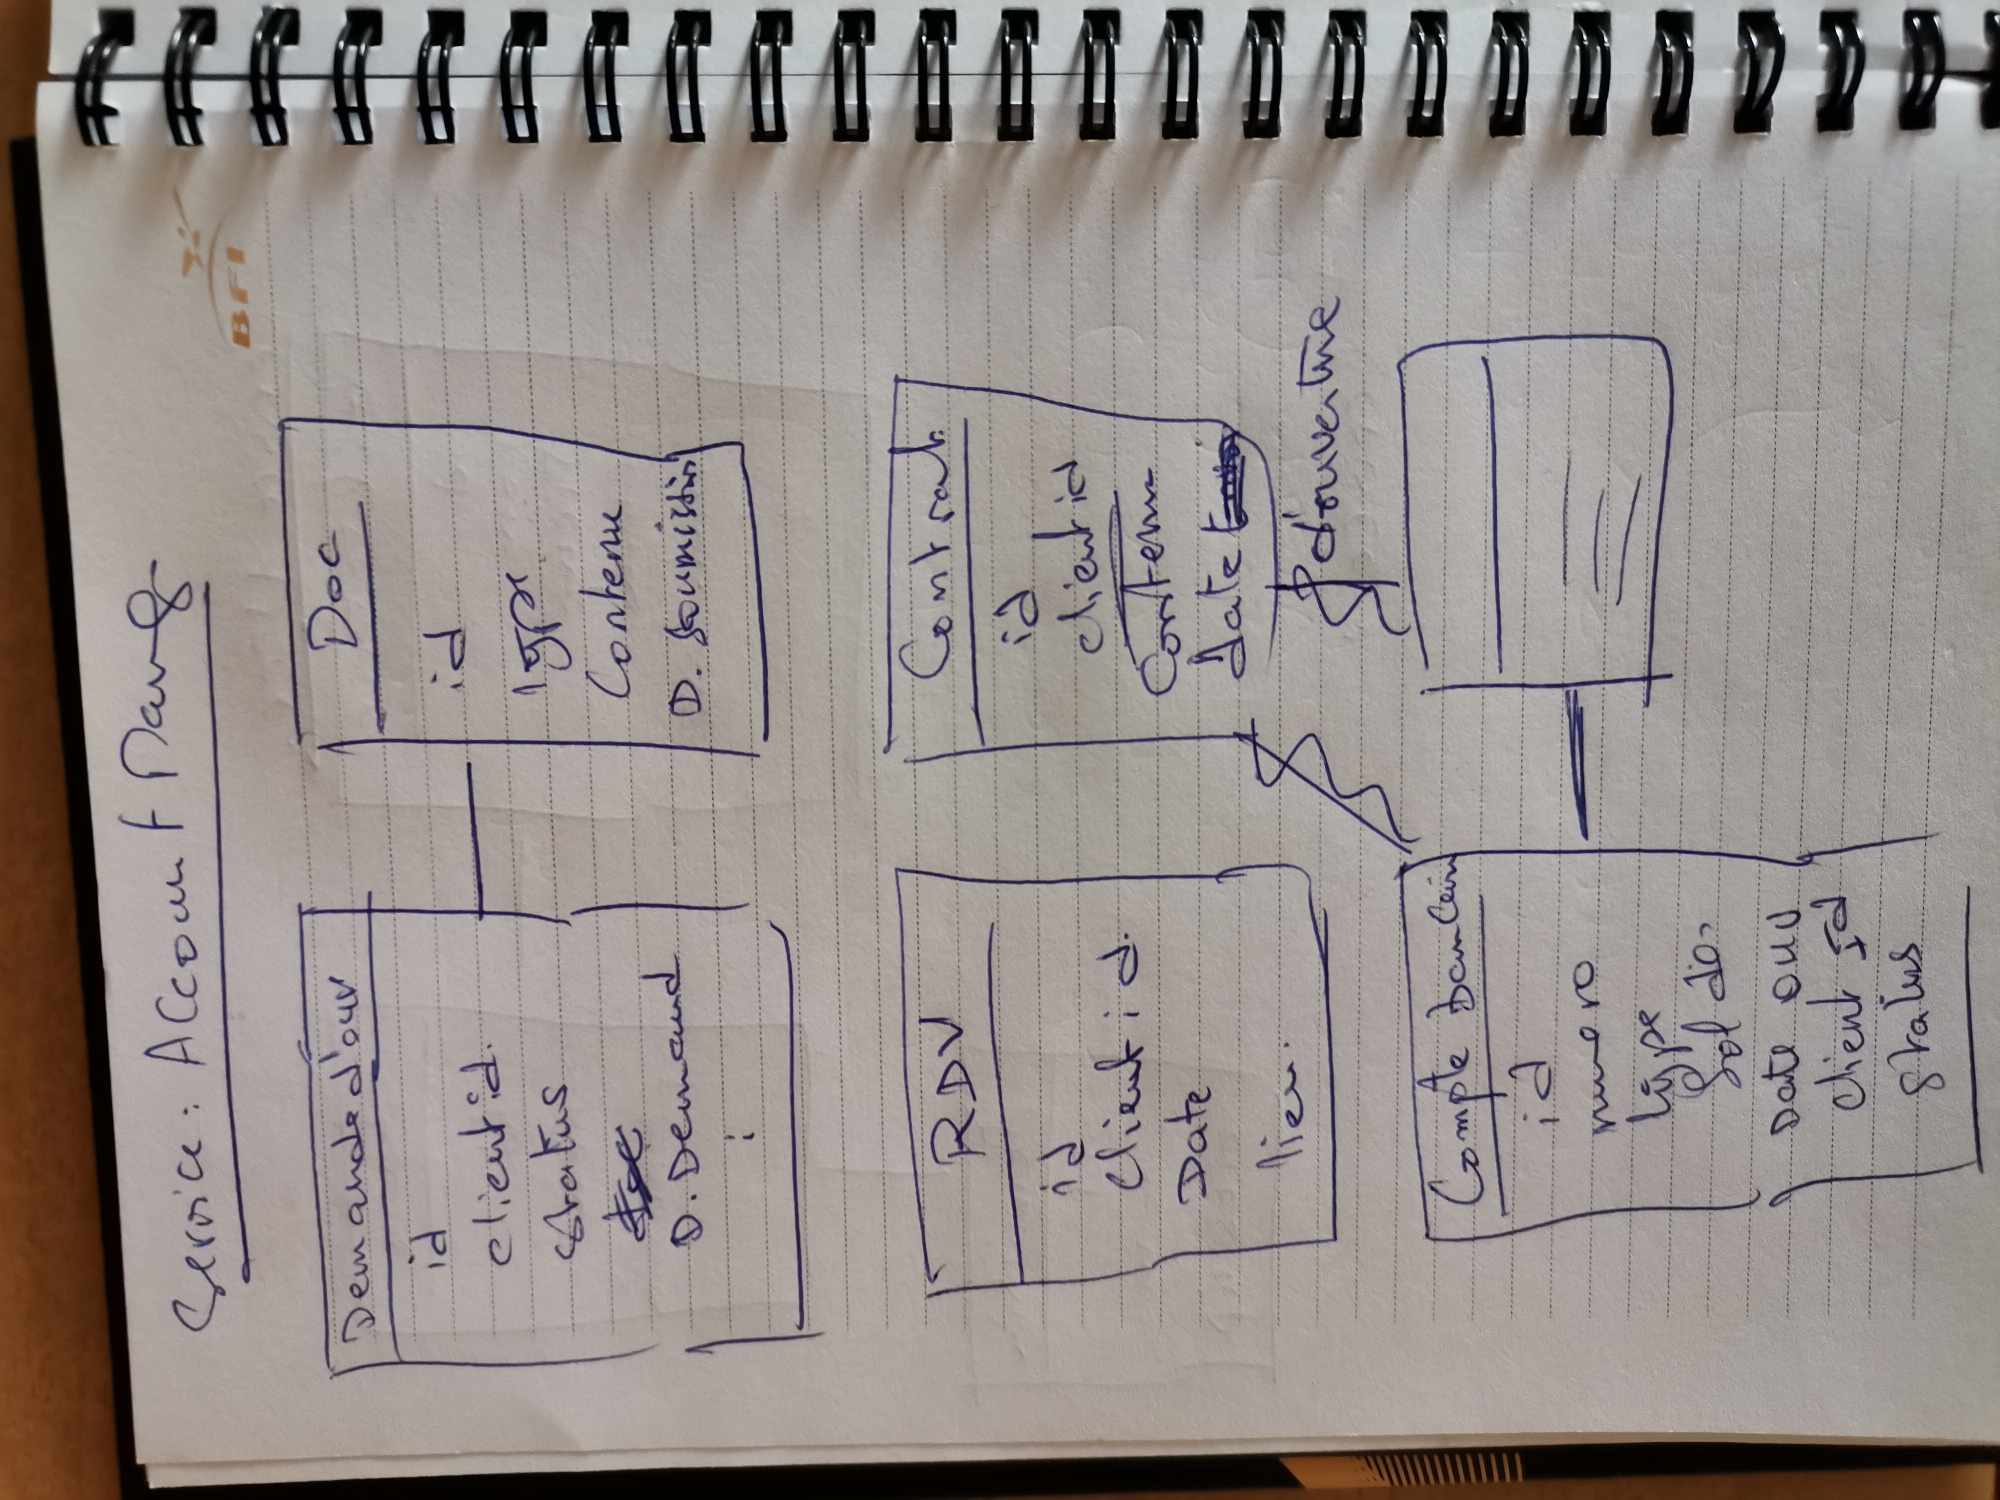 Service: Account Mang
BFI
Demande d'ouv
id
client id.
status
D. Demand
Doc
id
type
Contenu
D. soumission
RDV
id
client id.
Date
lieu.
Contrat
id
client id
Contenu
date
d'ouverture
Compte bancair
id
numero
type
Solde
Date ouv
client Id
status